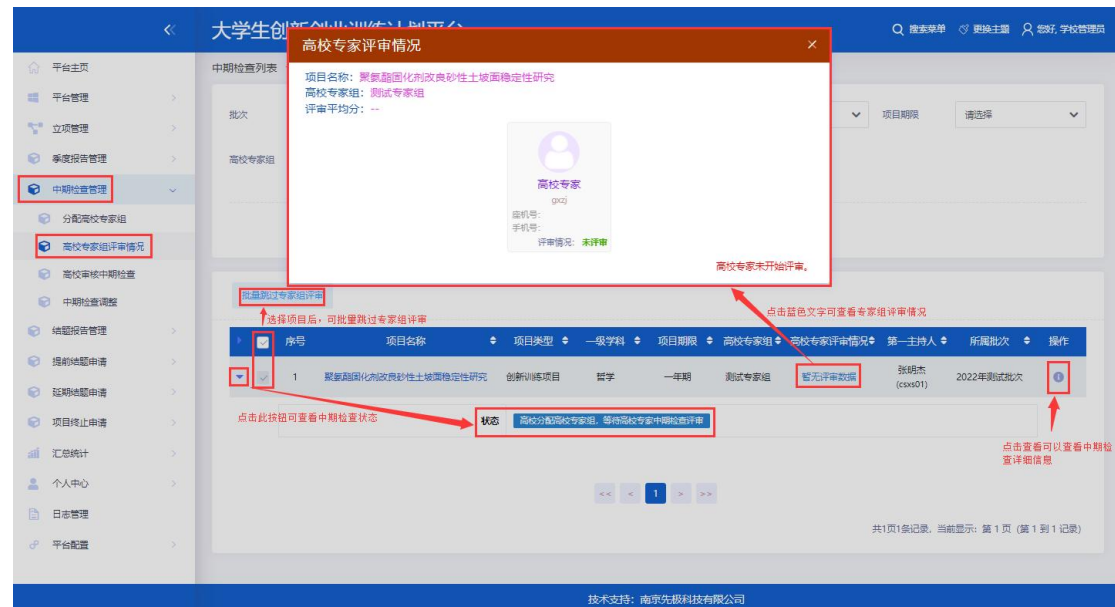 大学生创新创业训练计划平台
搜索菜单 更换主题 您好, 学校管理员
平台主页
平台管理
立项管理
季度报告管理
中期检查管理
分配高校专家组
高校专家组评审情况
高校审核中期检查
中期检查调整
结题报告管理
提前结题申请
延期结题申请
项目终止申请
汇总统计
个人中心
日志管理
平台配置
中期检查列表
批次
项目期限 请选择
高校专家组
高校专家评审情况 ×
项目名称: 聚氨酯固化剂改良砂性土坡面稳定性研究
高校专家组: 测试专家组
评审平均分: --
高校专家
gxzj
座机号:
手机号:
评审情况: 未评审
高校专家未开始评审。
批量跳过专家组评审
选择项目后，可批量跳过专家组评审
点击蓝色文字可查看专家组评审情况
序号 项目名称 项目类型 一级学科 项目期限 高校专家组 高校专家评审情况 第一主持人 所属批次 操作
1 聚氨酯固化剂改良砂性土坡面稳定性研究 创新训练项目 哲学 一年期 测试专家组 暂无评审数据 张明杰 2022年测试批次
(csxs01)
点击此按钮可查看中期检查状态
状态 高校分配高校专家组, 等待高校专家中期检查评审
点击查看可以查看中期检
查详细信息
<< < 1 > >>
共1页1条记录, 当前显示: 第 1 页 (第 1 到 1 记录)
技术支持: 南京先极科技有限公司